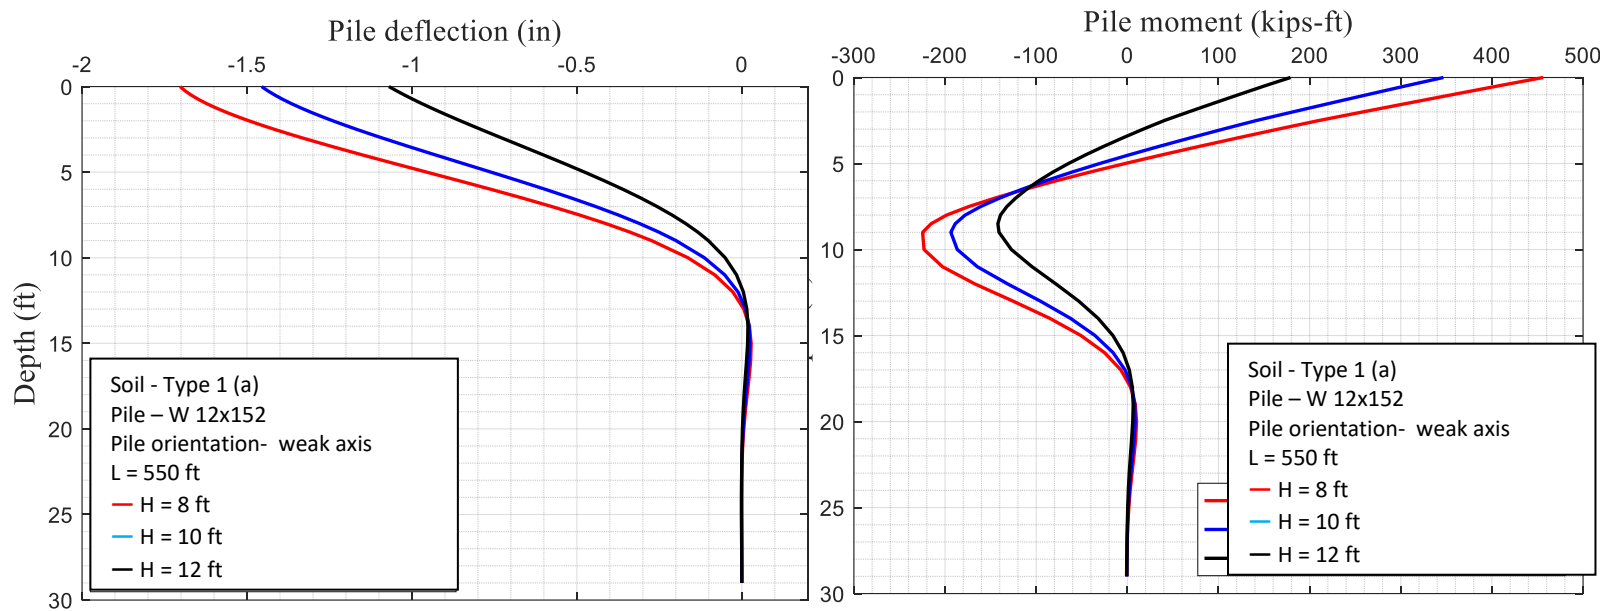 Pile deflection (in)
-2 -1.5 -1 -0.5 0
0
5
10
15
20
25
30
Depth (ft)
Soil - Type 1 (a)
Pile – W 12x152
Pile orientation- weak axis
L = 550 ft
H = 8 ft
H = 10 ft
H = 12 ft
Pile moment (kips-ft)
-300 -200 -100 0 100 200 300 400 500
0
5
10
15
20
25
30
Soil - Type 1 (a)
Pile – W 12x152
Pile orientation- weak axis
L = 550 ft
H = 8 ft
H = 10 ft
H = 12 ft